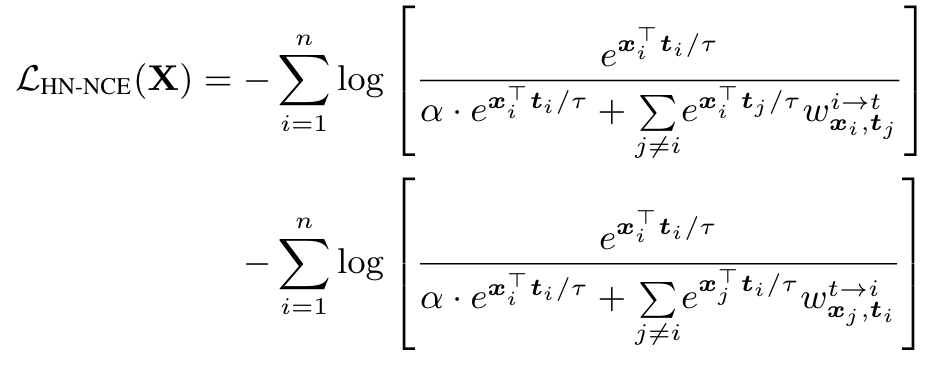 $$\mathcal{L}_{\text{HN-NCE}}(\mathbf{X}) = -\sum_{i=1}^{n} \log \left[ \frac{e^{\boldsymbol{x}_i^\top \boldsymbol{t}_i/\tau}}{\alpha \cdot e^{\boldsymbol{x}_i^\top \boldsymbol{t}_i/\tau} + \sum_{j \neq i} e^{\boldsymbol{x}_i^\top \boldsymbol{t}_j/\tau} w_{\boldsymbol{x}_i, \boldsymbol{t}_j}^{i \to t}} \right]$$
$$-\sum_{i=1}^{n} \log \left[ \frac{e^{\boldsymbol{x}_i^\top \boldsymbol{t}_i/\tau}}{\alpha \cdot e^{\boldsymbol{x}_i^\top \boldsymbol{t}_i/\tau} + \sum_{j \neq i} e^{\boldsymbol{x}_j^\top \boldsymbol{t}_i/\tau} w_{\boldsymbol{x}_j, \boldsymbol{t}_i}^{t \to i}} \right]$$